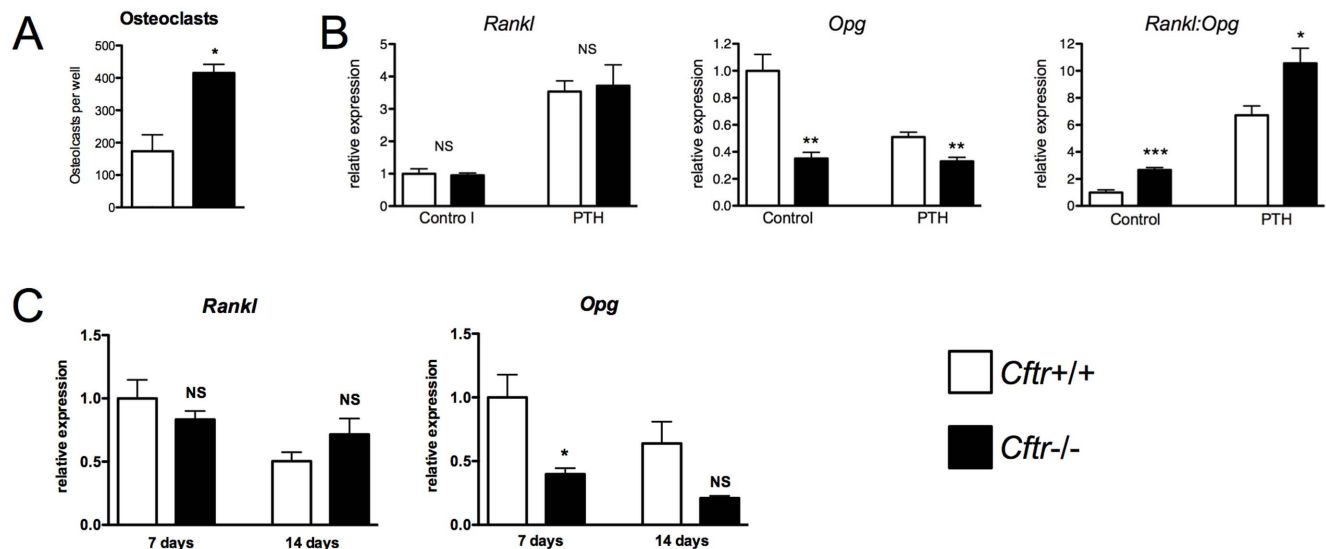 A
Osteoclasts
*
500
400
300
200
100
0
Osteolcasts per well
B
Rankl
NS
NS
5
4
3
2
1
0
relative expression
Contro l
PTH
Opg
**
**
1.2
1.0
0.8
0.6
0.4
0.2
0.0
relative expression
Control
PTH
Rankl:Opg
*
***
12
10
8
6
4
2
0
relative expression
Control
PTH
C
Rankl
NS
NS
1.5
1.0
0.5
0.0
relative expression
7 days
14 days
Opg
*
NS
1.5
1.0
0.5
0.0
relative expression
7 days
14 days
Cftr+/+
Cftr-/-